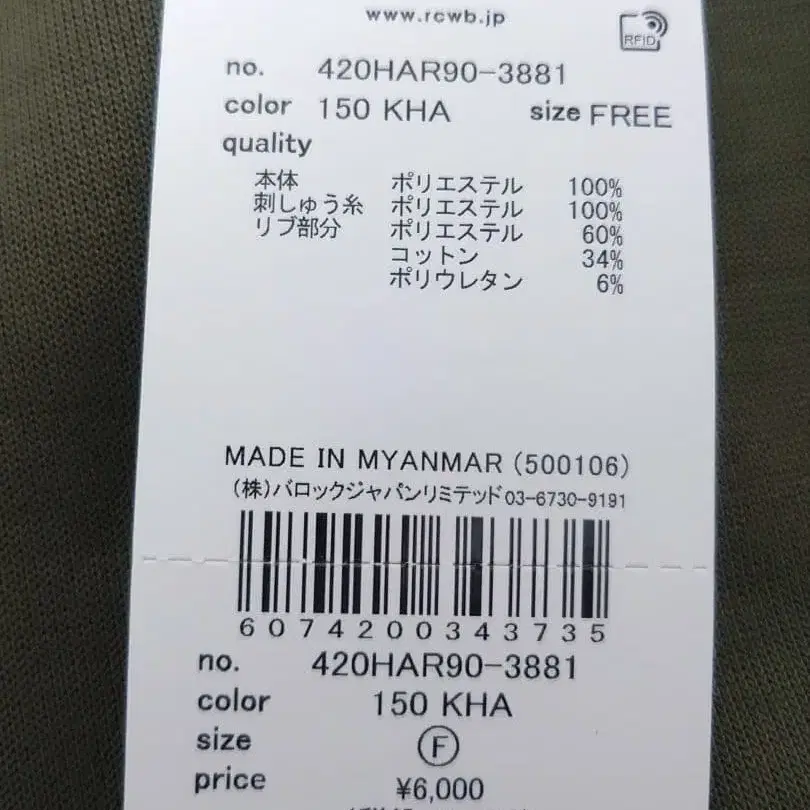 www.rcwb.jp
RFID
no. 420HAR90-3881
color 150 KHA size FREE
quality
本体 ポリエステル 100%
刺しゅう糸 ポリエステル 100%
リブ部分 ポリエステル 60%
コットン 34%
ポリウレタン 6%
MADE IN MYANMAR (500106)
(株)バロックジャパンリミテッド 03-6730-9191
6074200343735
no. 420HAR90-3881
color 150 KHA
size F
price ¥6,000